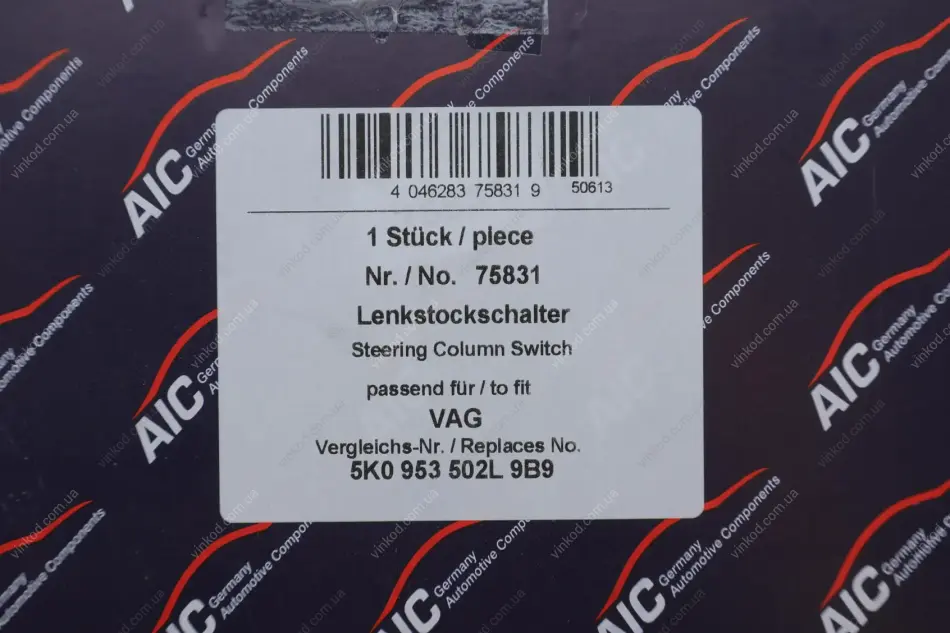 4 046283 75831 9 50613
1 Stück / piece
Nr. / No. 75831
Lenkstockschalter
Steering Column Switch
passend für / to fit
VAG
Vergleichs-Nr. / Replaces No.
5K0 953 502L 9B9
AIC Germany
Automotive Components
vinkod.com.ua